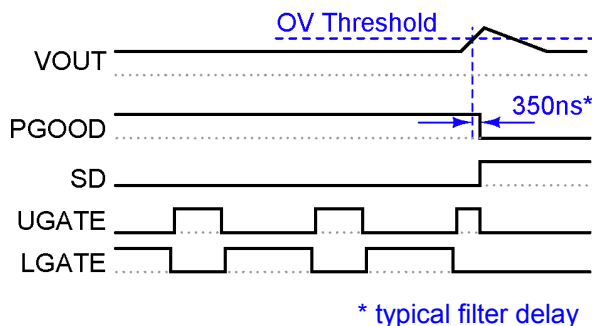 OV Threshold
VOUT
350ns*
PGOOD
SD
UGATE
LGATE
* typical filter delay